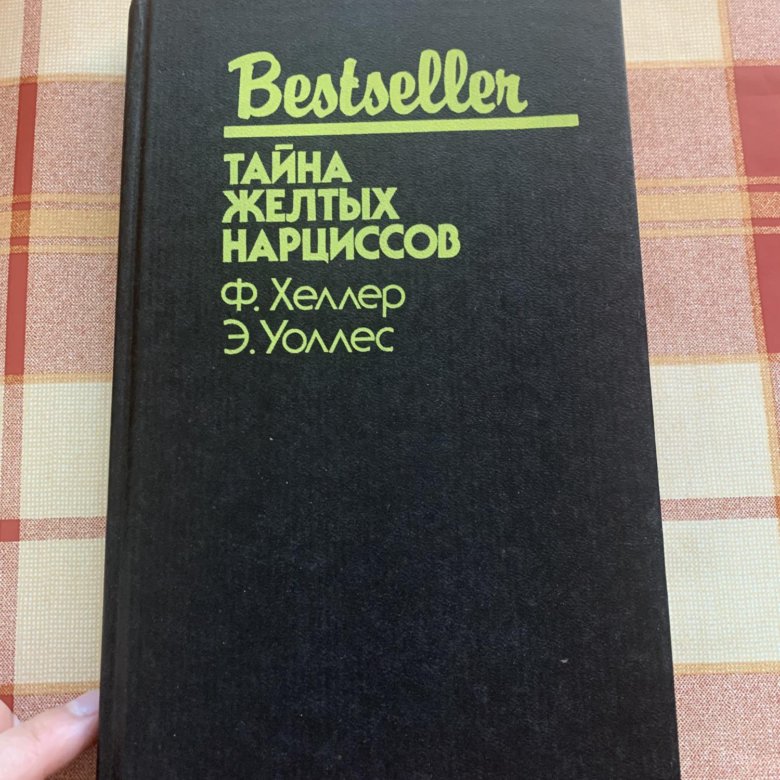 Bestseller
ТАЙНА
ЖЕЛТЫХ
НАРЦИССОВ
Ф. Хеллер
Э. Уоллес